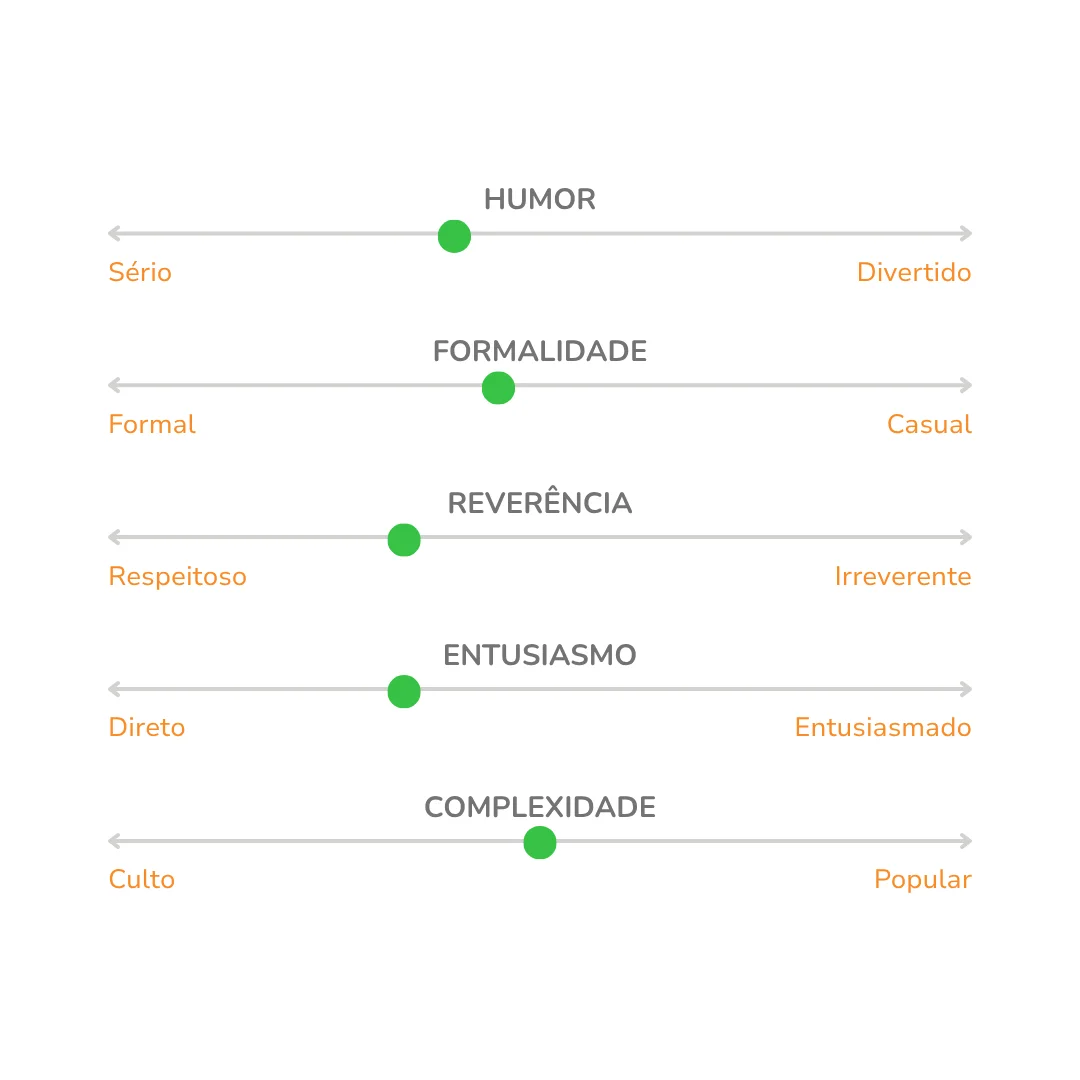 HUMOR
Sério Divertido
FORMALIDADE
Formal Casual
REVERÊNCIA
Respeitoso Irreverente
ENTUSIASMO
Direto Entusiasmado
COMPLEXIDADE
Culto Popular